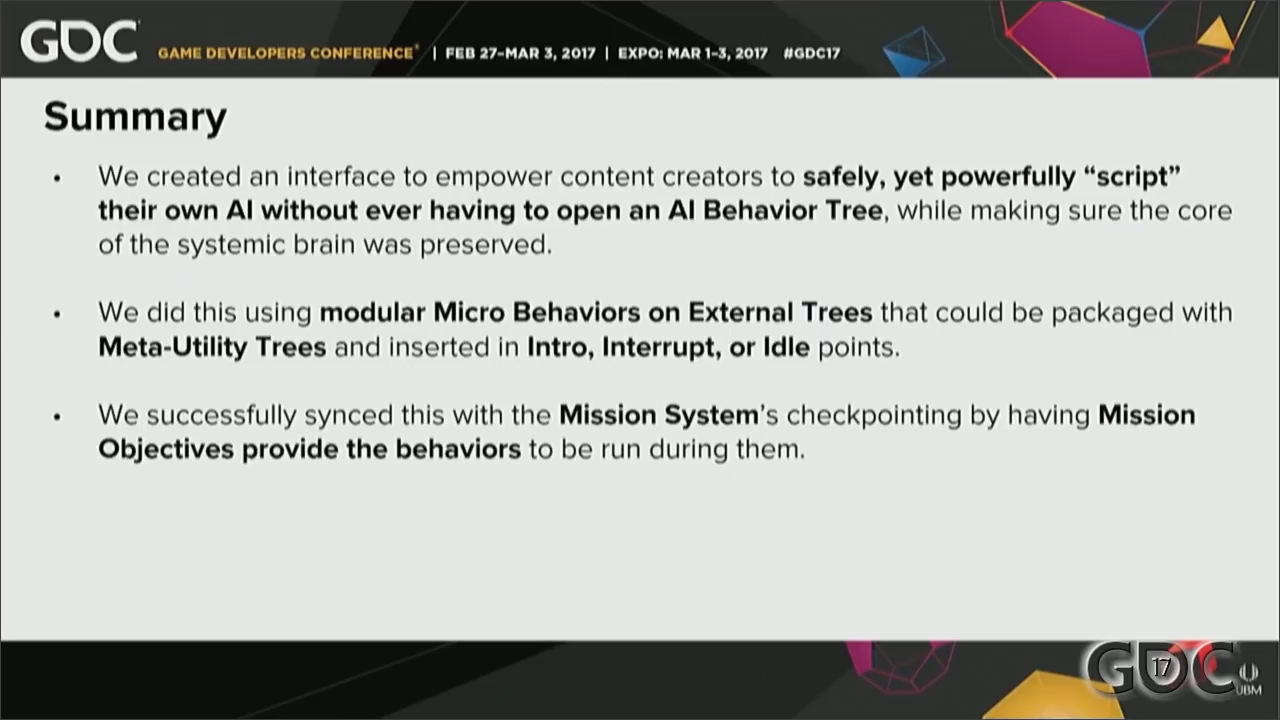 GDC GAME DEVELOPERS CONFERENCE® | FEB 27–MAR 3, 2017 | EXPO: MAR 1–3, 2017 #GDC17
Summary
• We created an interface to empower content creators to safely, yet powerfully “script”
their own AI without ever having to open an AI Behavior Tree, while making sure the core
of the systemic brain was preserved.
• We did this using modular Micro Behaviors on External Trees that could be packaged with
Meta-Utility Trees and inserted in Intro, Interrupt, or Idle points.
• We successfully synced this with the Mission System’s checkpointing by having Mission
Objectives provide the behaviors to be run during them.
GDC 17
UBM